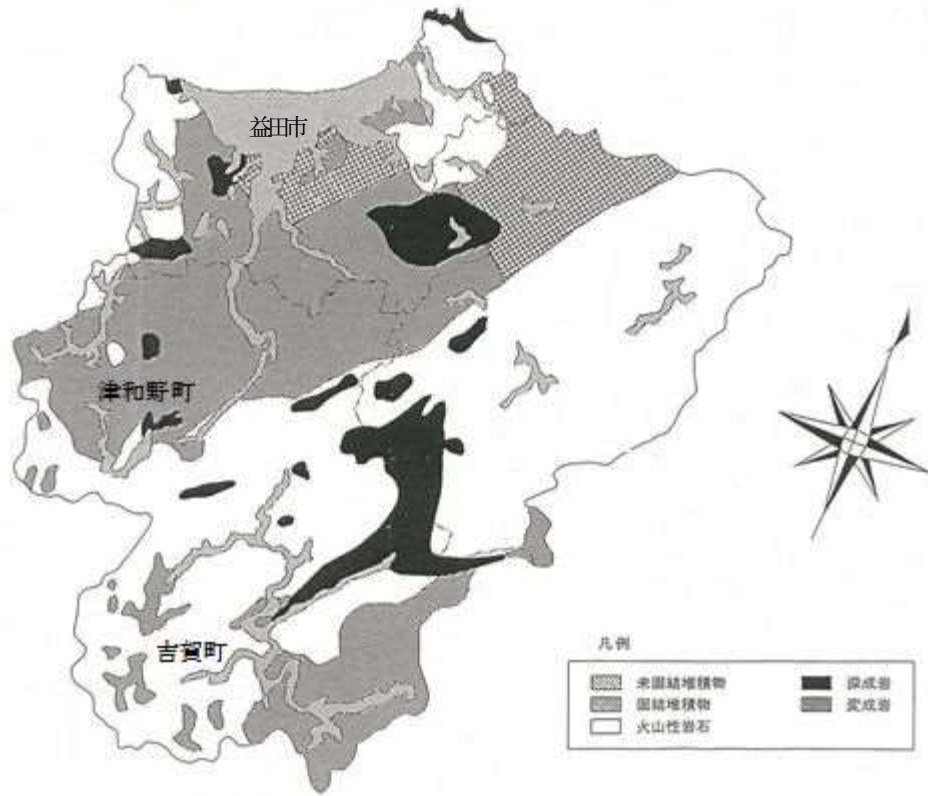 益田市
津和野町
吉賀町
凡例
未固結堆積物
固結堆積物
火山性岩石
深成岩
変成岩